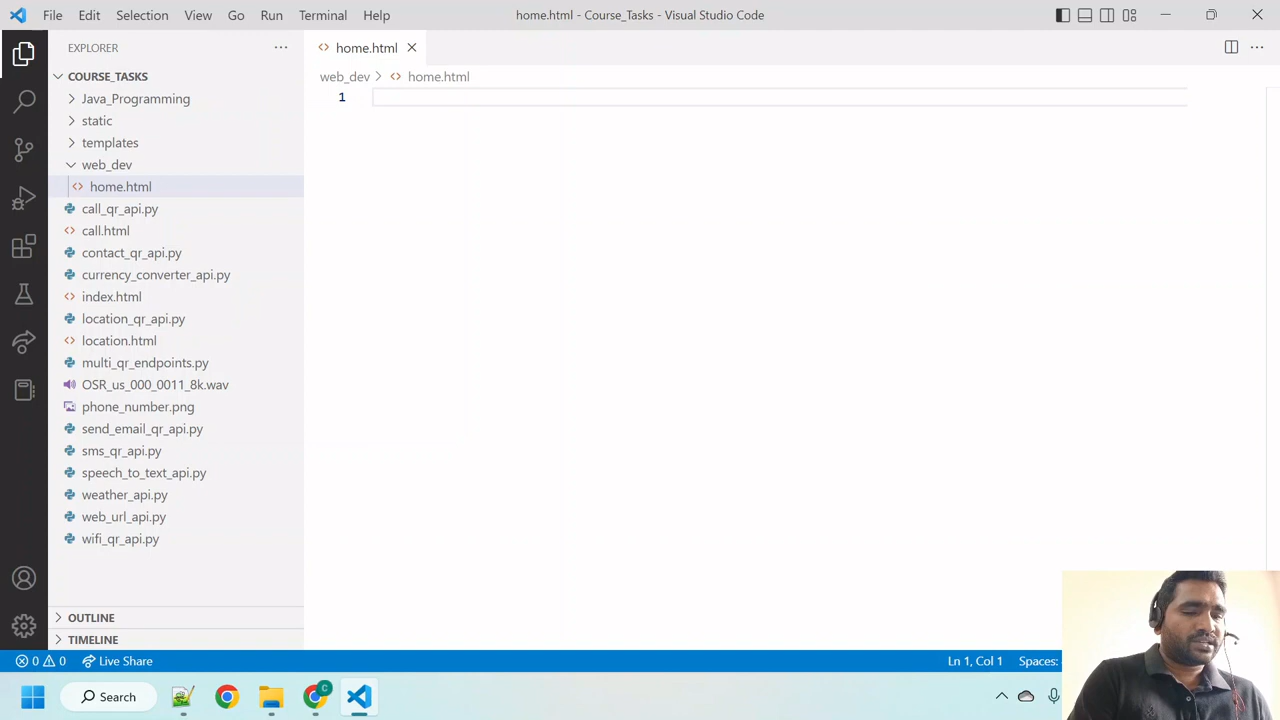 File Edit Selection View Go Run Terminal Help
home.html - Course_Tasks - Visual Studio Code
EXPLORER
COURSE_TASKS
Java_Programming
static
templates
web_dev
home.html
call_qr_api.py
call.html
contact_qr_api.py
currency_converter_api.py
index.html
location_qr_api.py
location.html
multi_qr_endpoints.py
OSR_us_000_0011_8k.wav
phone_number.png
send_email_qr_api.py
sms_qr_api.py
speech_to_text_api.py
weather_api.py
web_url_api.py
wifi_qr_api.py
OUTLINE
TIMELINE
home.html
web_dev > home.html
1
0 0 Live Share
Ln 1, Col 1 Spaces:
Search
C